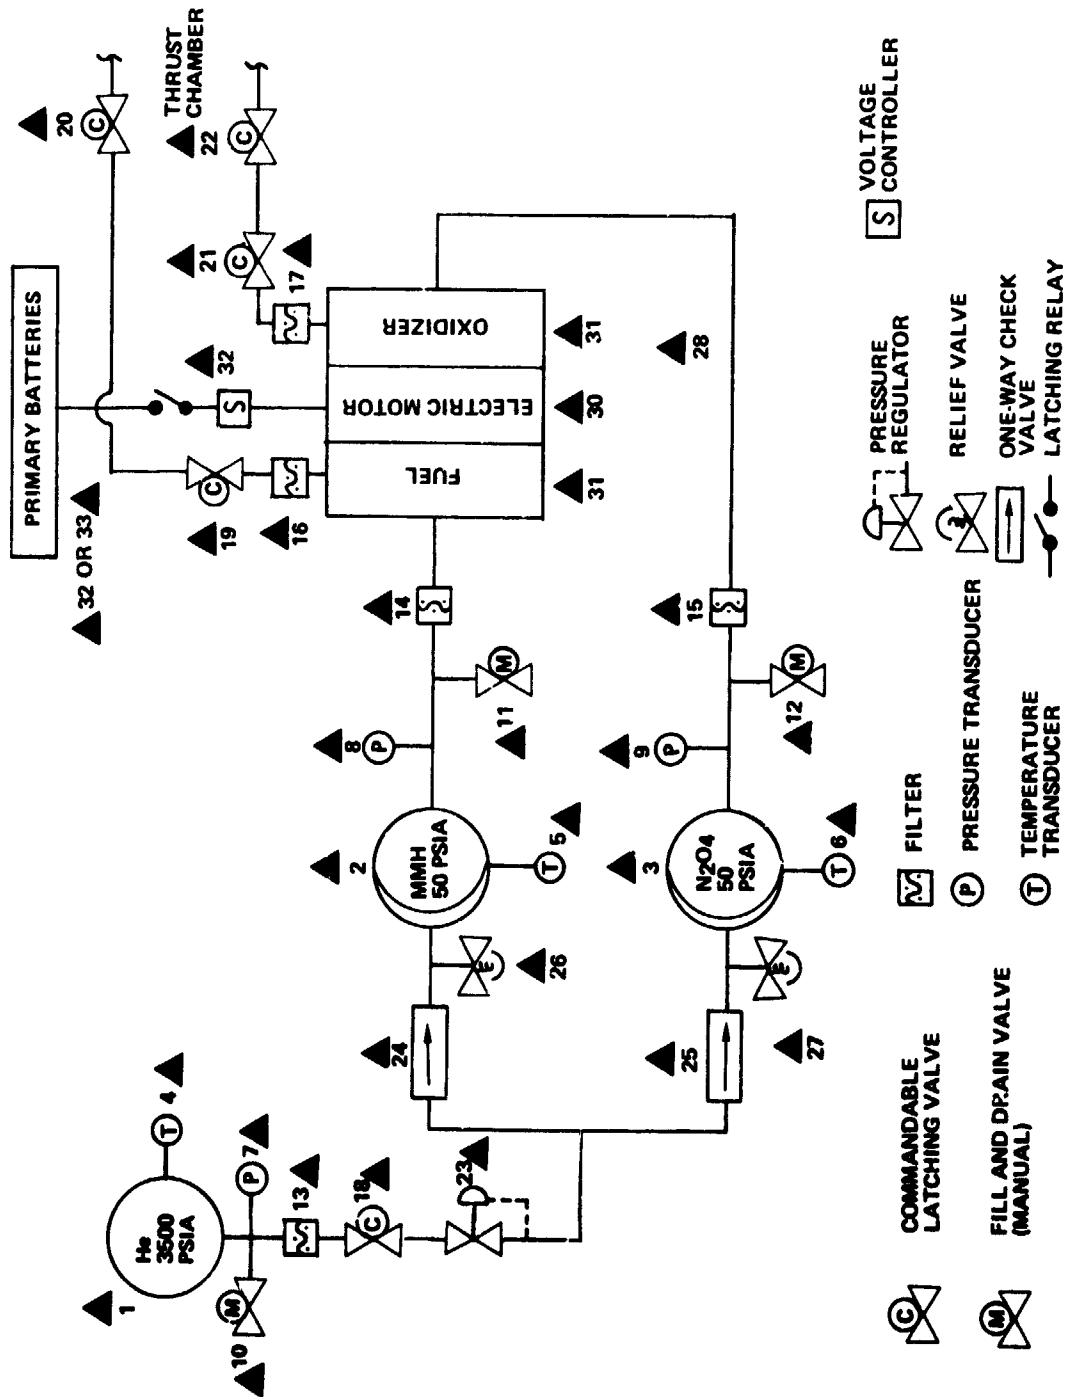 He
3500
PSIA
1
T
4
P
7
M
10
13
C
18
23
24
25
26
27
MMH
50 PSIA
2
T
5
N2O4
50
PSIA
3
T
6
P
8
P
9
M
11
M
12
14
15
28
FUEL
ELECTRIC MOTOR
OXIDIZER
31
30
31
16
C
19
S
32
17
C
21
C
22
THRUST
CHAMBER
C
20
PRIMARY BATTERIES
32 OR 33
C
COMMANDABLE
LATCHING VALVE
M
FILL AND DRAIN VALVE
(MANUAL)
FILTER
P
PRESSURE TRANSDUCER
T
TEMPERATURE
TRANSDUCER
PRESSURE
REGULATOR
RELIEF VALVE
ONE-WAY CHECK
VALVE
LATCHING RELAY
S
VOLTAGE
CONTROLLER